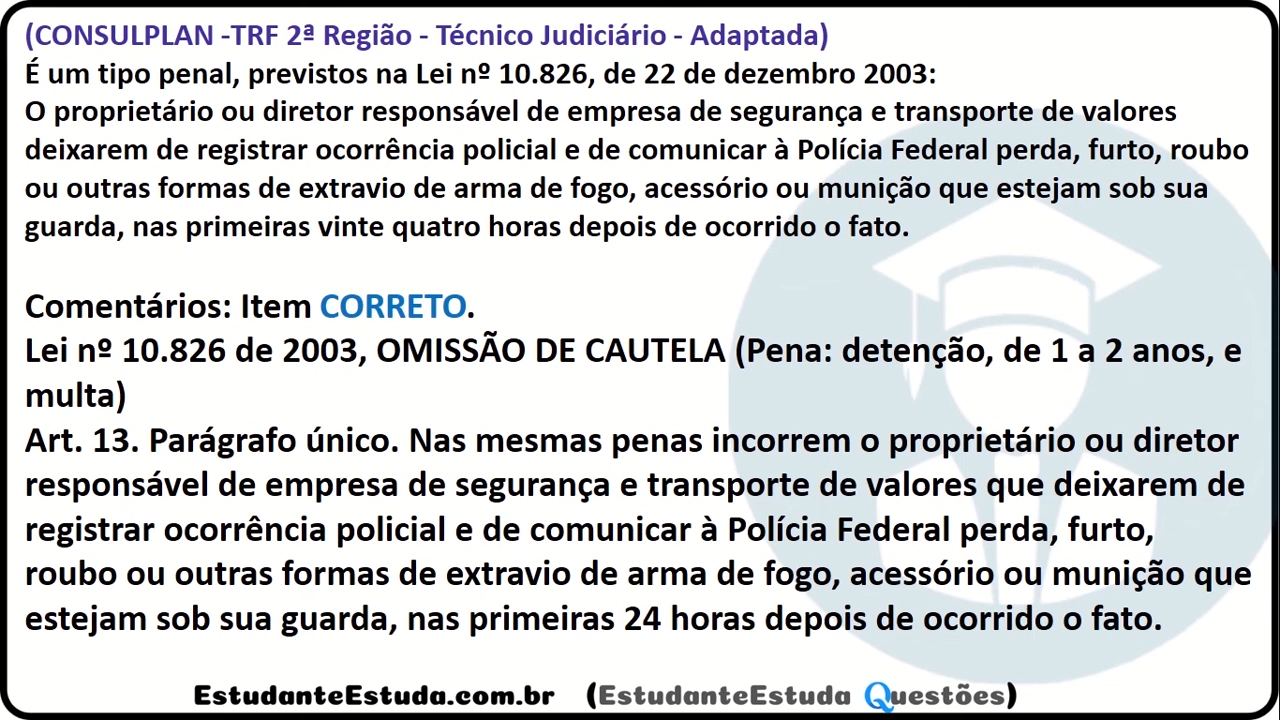 (CONSULPLAN -TRF 2ª Região - Técnico Judiciário - Adaptada)
É um tipo penal, previstos na Lei nº 10.826, de 22 de dezembro 2003:
O proprietário ou diretor responsável de empresa de segurança e transporte de valores
deixarem de registrar ocorrência policial e de comunicar à Polícia Federal perda, furto, roubo
ou outras formas de extravio de arma de fogo, acessório ou munição que estejam sob sua
guarda, nas primeiras vinte quatro horas depois de ocorrido o fato.
Comentários: Item CORRETO.
Lei nº 10.826 de 2003, OMISSÃO DE CAUTELA (Pena: detenção, de 1 a 2 anos, e
multa)
Art. 13. Parágrafo único. Nas mesmas penas incorrem o proprietário ou diretor
responsável de empresa de segurança e transporte de valores que deixarem de
registrar ocorrência policial e de comunicar à Polícia Federal perda, furto,
roubo ou outras formas de extravio de arma de fogo, acessório ou munição que
estejam sob sua guarda, nas primeiras 24 horas depois de ocorrido o fato.
EstudanteEstuda.com.br (EstudanteEstuda Questões)